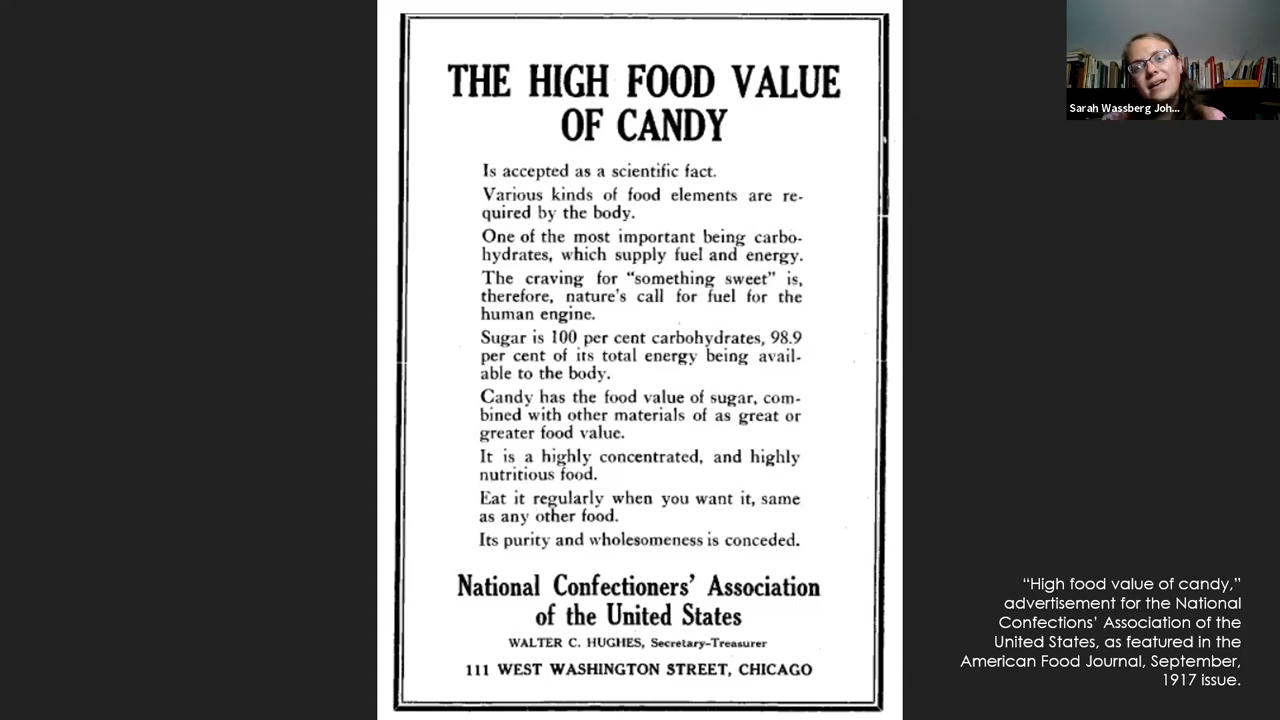 THE HIGH FOOD VALUE
OF CANDY
Is accepted as a scientific fact.
Various kinds of food elements are re-
quired by the body.
One of the most important being carbo-
hydrates, which supply fuel and energy.
The craving for "something sweet" is,
therefore, nature's call for fuel for the
human engine.
Sugar is 100 per cent carbohydrates, 98.9
per cent of its total energy being avail-
able to the body.
Candy has the food value of sugar, com-
bined with other materials of as great or
greater food value.
It is a highly concentrated, and highly
nutritious food.
Eat it regularly when you want it, same
as any other food.
Its purity and wholesomeness is conceded.
National Confectioners' Association
of the United States
WALTER C. HUGHES, Secretary-Treasurer
111 WEST WASHINGTON STREET, CHICAGO
Sarah Wassberg Joh...
"High food value of candy,"
advertisement for the National
Confections' Association of the
United States, as featured in the
American Food Journal, September,
1917 issue.